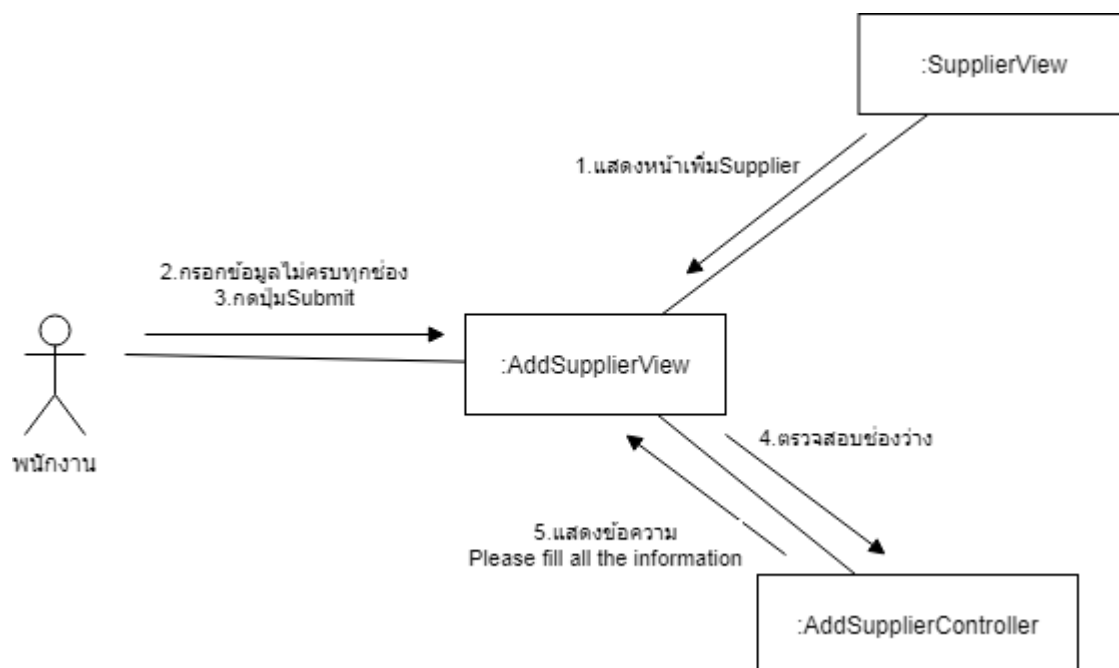 :SupplierView
1.แสดงหน้าเพิ่มSupplier
2.กรอกข้อมูลไม่ครบทุกช่อง
3.กดปุ่มSubmit
:AddSupplierView
พนักงาน
4.ตรวจสอบช่องว่าง
5.แสดงข้อความ
Please fill all the information
:AddSupplierController